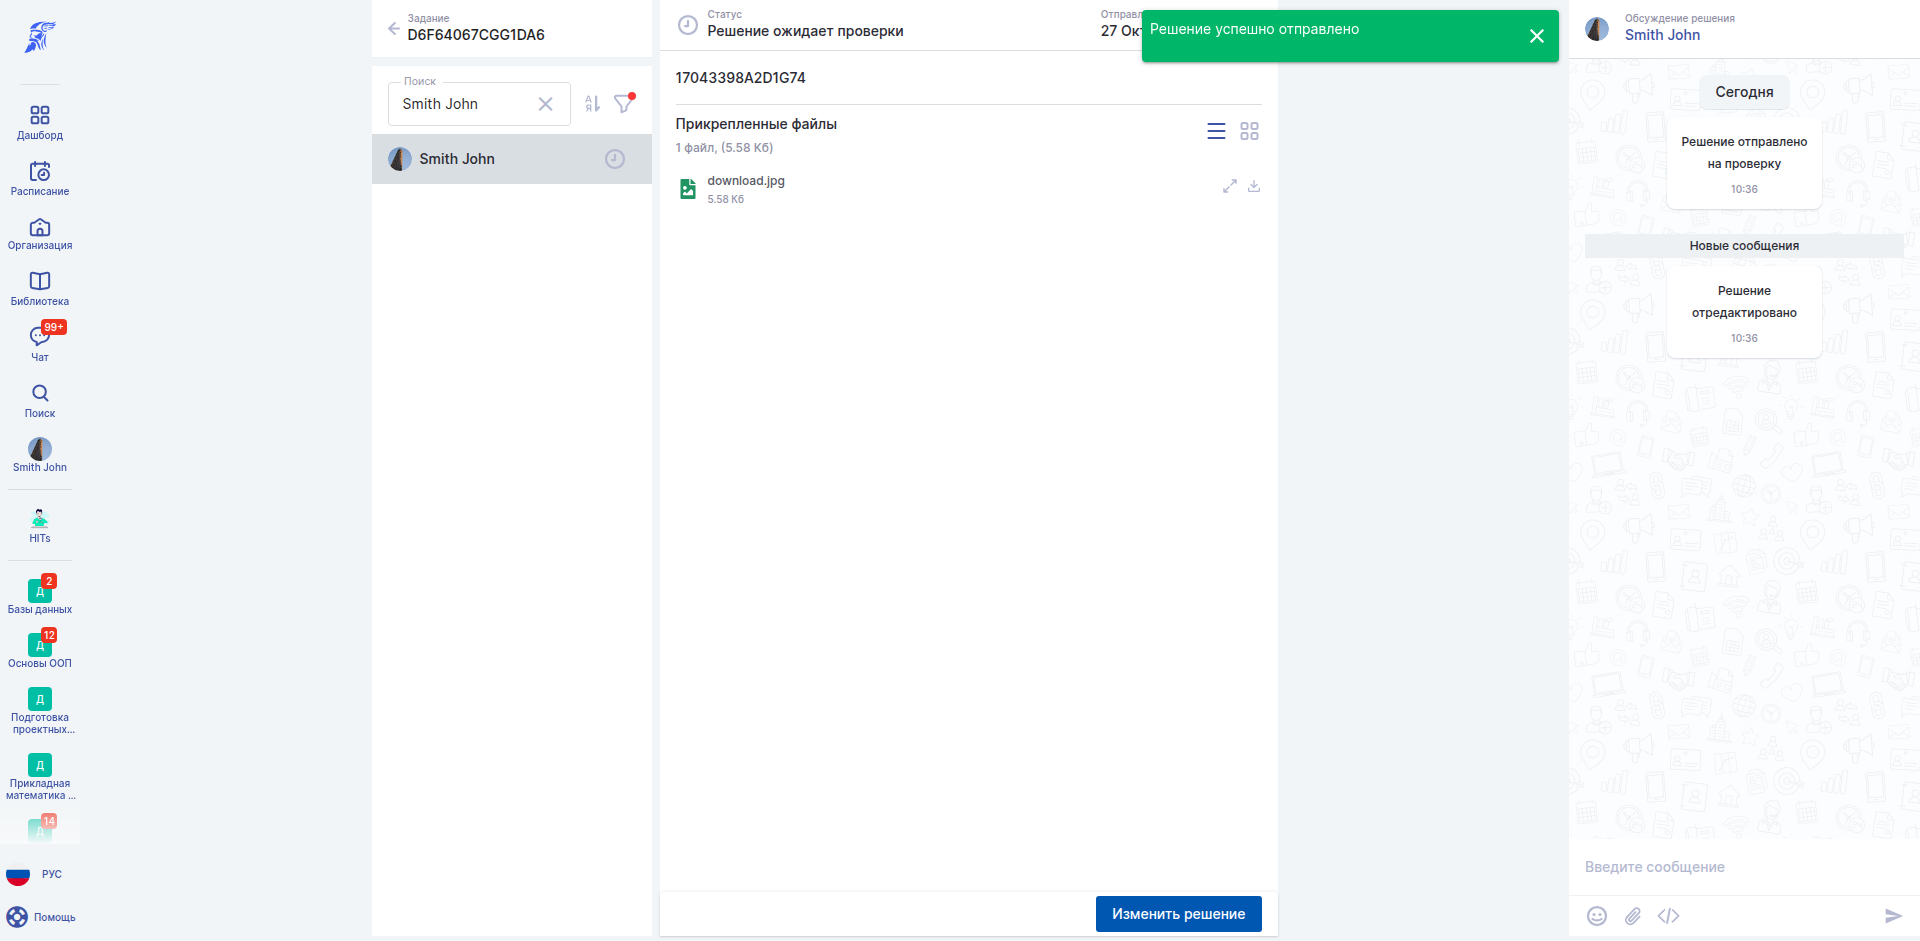 Дашборд
Расписание
Организация
Библиотека
99+
Чат
Поиск
Smith John
HITs
2
Д
Базы данных
12
Д
Основы ООП
Д
Подготовка
проектных...
Д
Прикладная
математика ...
14
Д
РУС
Помощь
Задание
D6F64067CGG1DA6
Поиск
Smith John
А
Я
Smith John
Статус
Решение ожидает проверки
Отправл
27 Окт
Решение успешно отправлено
17043398A2D1G74
Прикрепленные файлы
1 файл, (5.58 Кб)
download.jpg
5.58 Кб
Изменить решение
Обсуждение решения
Smith John
Сегодня
Решение отправлено
на проверку
10:36
Новые сообщения
Решение
отредактировано
10:36
Введите сообщение